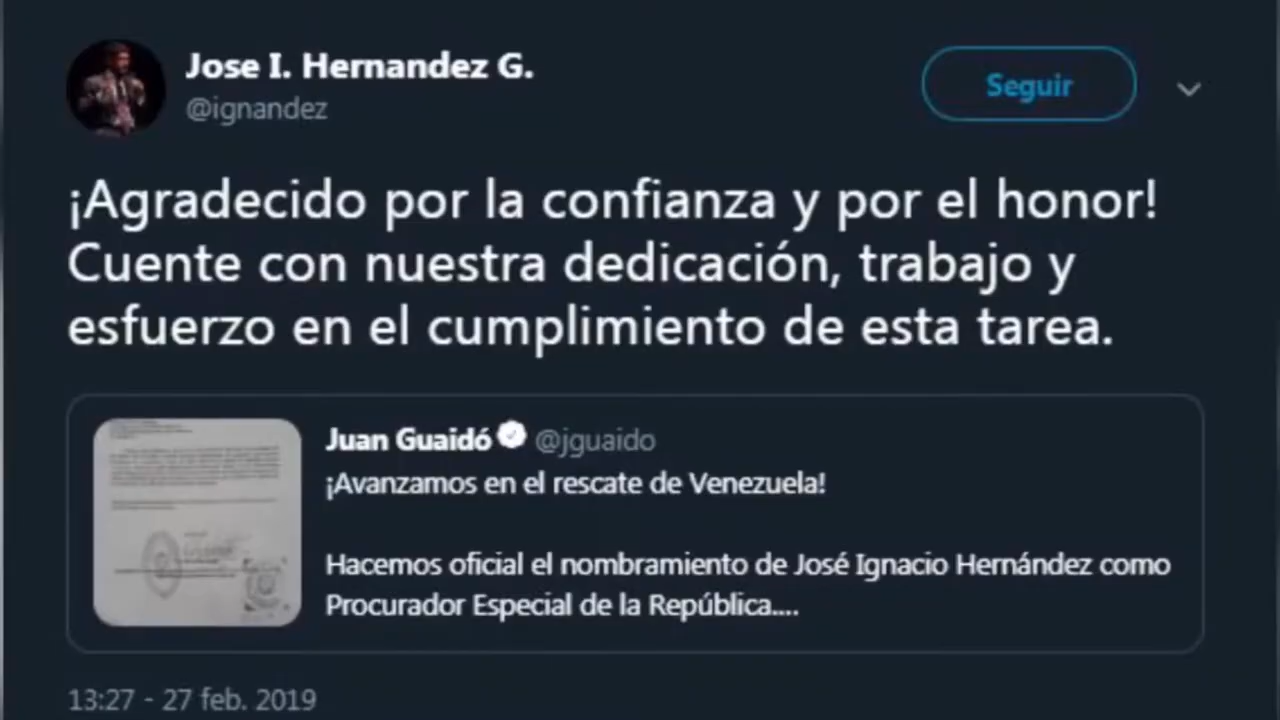 Jose I. Hernandez G.
@ignandez
Seguir
¡Agradecido por la confianza y por el honor!
Cuente con nuestra dedicación, trabajo y
esfuerzo en el cumplimiento de esta tarea.
Juan Guaidó @jguaido
¡Avanzamos en el rescate de Venezuela!
Hacemos oficial el nombramiento de José Ignacio Hernández como
Procurador Especial de la República....
13:27 - 27 feb. 2019